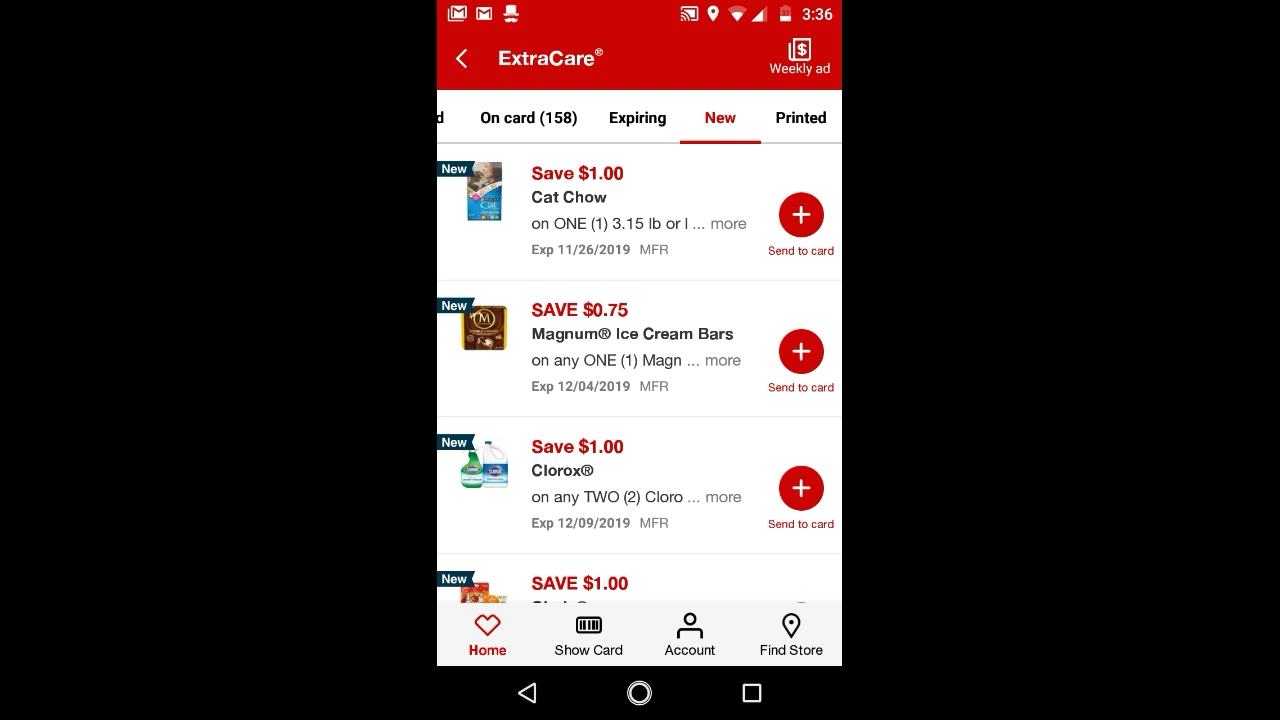 3:36
ExtraCare®
Weekly ad
d
On card (158)
Expiring
New
Printed
New
Save $1.00
Cat Chow
on ONE (1) 3.15 lb or l ... more
Exp 11/26/2019 MFR
Send to card
New
SAVE $0.75
Magnum® Ice Cream Bars
on any ONE (1) Magn ... more
Exp 12/04/2019 MFR
Send to card
New
Save $1.00
Clorox®
on any TWO (2) Cloro ... more
Exp 12/09/2019 MFR
Send to card
New
SAVE $1.00
Home
Show Card
Account
Find Store